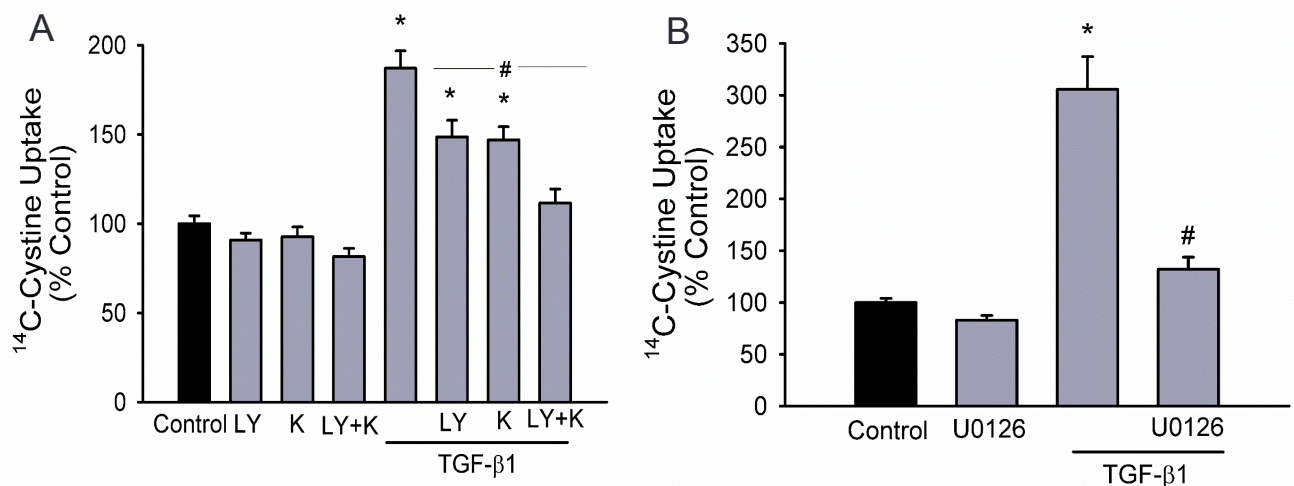 A
¹⁴C-Cystine Uptake
(% Control)
200
150
100
50
0
*
#
*
*
Control LY K LY+K LY K LY+K
TGF-β1
B
¹⁴C-Cystine Uptake
(% Control)
350
300
250
200
150
100
50
0
*
#
Control U0126 U0126
TGF-β1